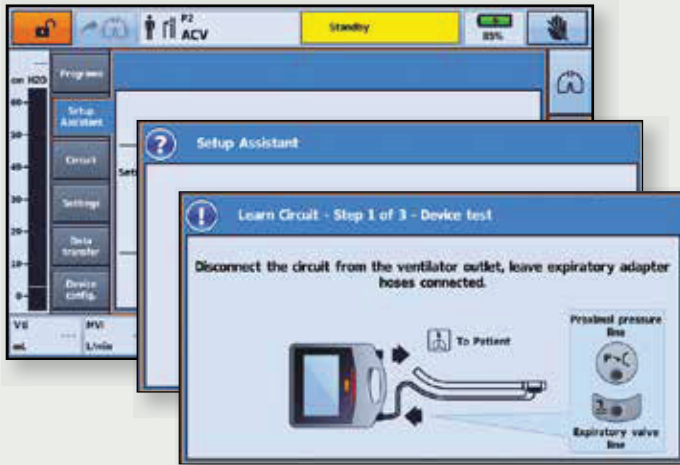 P2
ACV
Standby
85%
cm H2O
Programs
60
Setup
Assistant
50
Circuit
40
Settings
30
Data
transfer
20
Device
config.
10
0
MVI
mL
L/min
Setup Assistant
Learn Circuit - Step 1 of 3 - Device test
Disconnect the circuit from the ventilator outlet, leave expiratory adapter
hoses connected.
To Patient
Proximal pressure
line
Expiratory valve
line